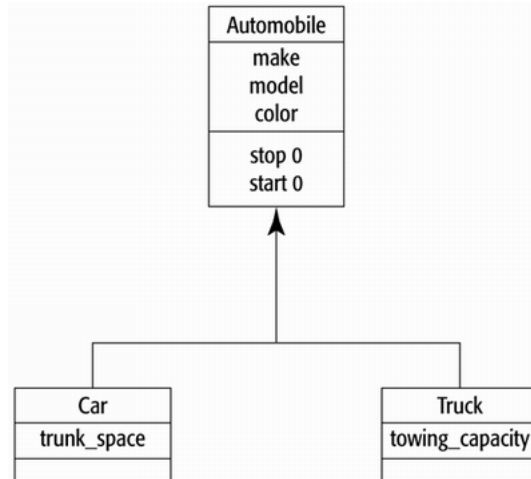 Automobile
make
model
color
stop 0
start 0
Car
trunk_space
Truck
towing_capacity